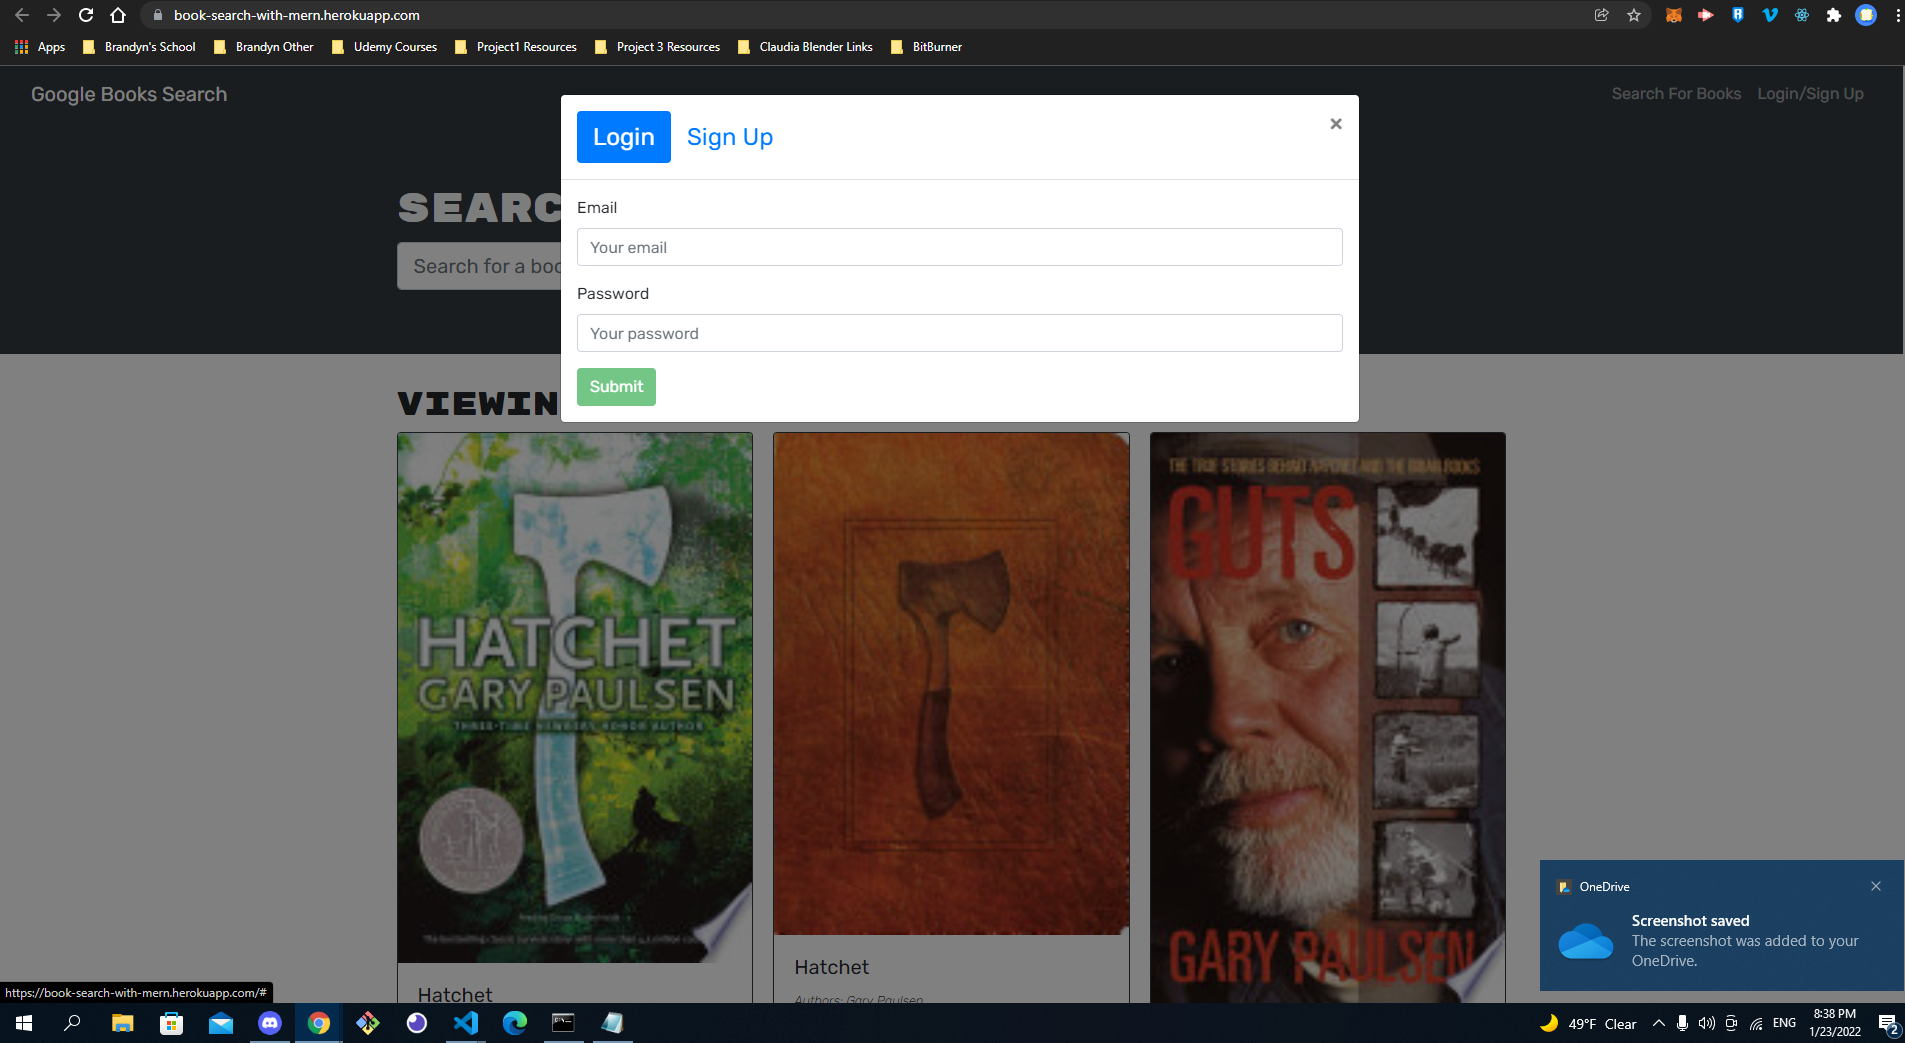 book-search-with-mern.herokuapp.com
Apps Brandyn's School Brandyn Other Udemy Courses Project1 Resources Project 3 Resources Claudia Blender Links BitBurner
Google Books Search
Search For Books Login/Sign Up
Login Sign Up ×
SEARC
Search for a boo
Email
Your email
Password
Your password
Submit
VIEWIN
HATCHET
GARY PAULSEN
THREE-TIME NEWBERY HONOR AUTHOR
THE TRUE STORIES BEHIND HATCHET AND THE BRIAN BOOKS
GUTS
GARY PAULSEN
Hatchet
Hatchet
Authors: Gary Paulsen
OneDrive
Screenshot saved
The screenshot was added to your
OneDrive.
https://book-search-with-mern.herokuapp.com/#
49°F Clear
ENG
8:38 PM
1/23/2022
2